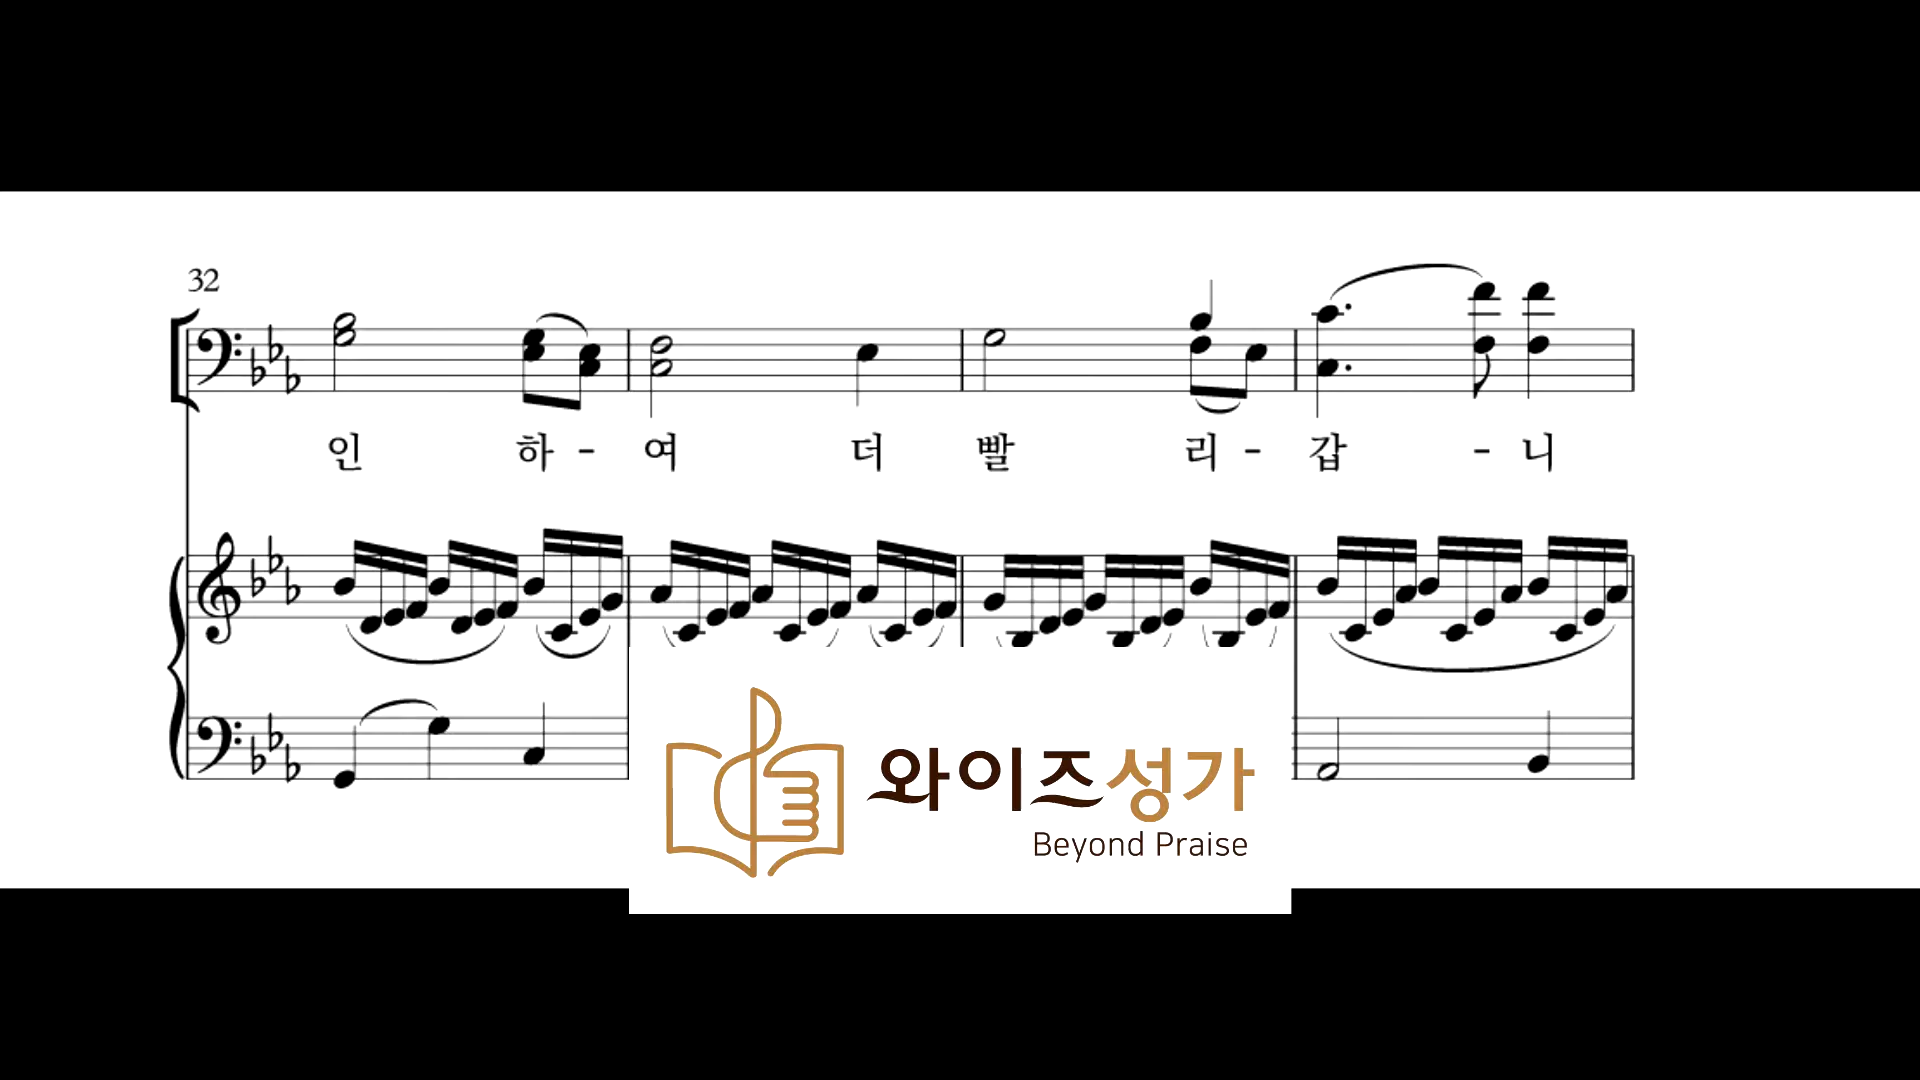 32
인 하 - 여 더 빨 리 - 갑 - 니
와이즈성가
Beyond Praise